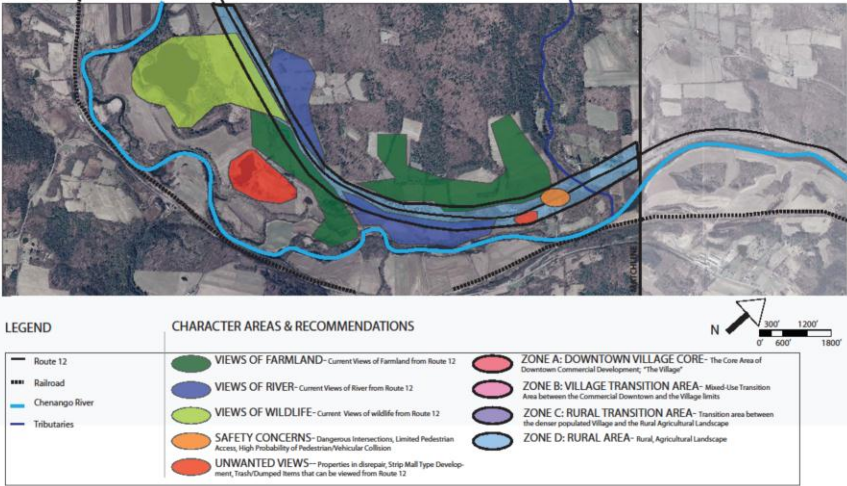 MATCHLINE
N
300' 1200'
0' 600' 1800'
LEGEND
Route 12
Railroad
Chenango River
Tributaries
CHARACTER AREAS & RECOMMENDATIONS
VIEWS OF FARMLAND- Current Views of Farmland from Route 12
VIEWS OF RIVER- Current Views of River from Route 12
VIEWS OF WILDLIFE- Current Views of wildlife from Route 12
SAFETY CONCERNS- Dangerous Intersections, Limited Pedestrian
Access, High Probability of Pedestrian/Vehicular Collision
UNWANTED VIEWS- Properties in disrepair, Strip Mall Type Develop-
ment, Trash/Dumped Items that can be viewed from Route 12
ZONE A: DOWNTOWN VILLAGE CORE- The Core Area of
Downtown Commercial Development; "The Village"
ZONE B: VILLAGE TRANSITION AREA- Mixed-Use Transition
Area between the Commercial Downtown and the Village limits
ZONE C: RURAL TRANSITION AREA- Transition area between
the denser populated Village and the Rural Agricultural Landscape
ZONE D: RURAL AREA- Rural, Agricultural Landscape